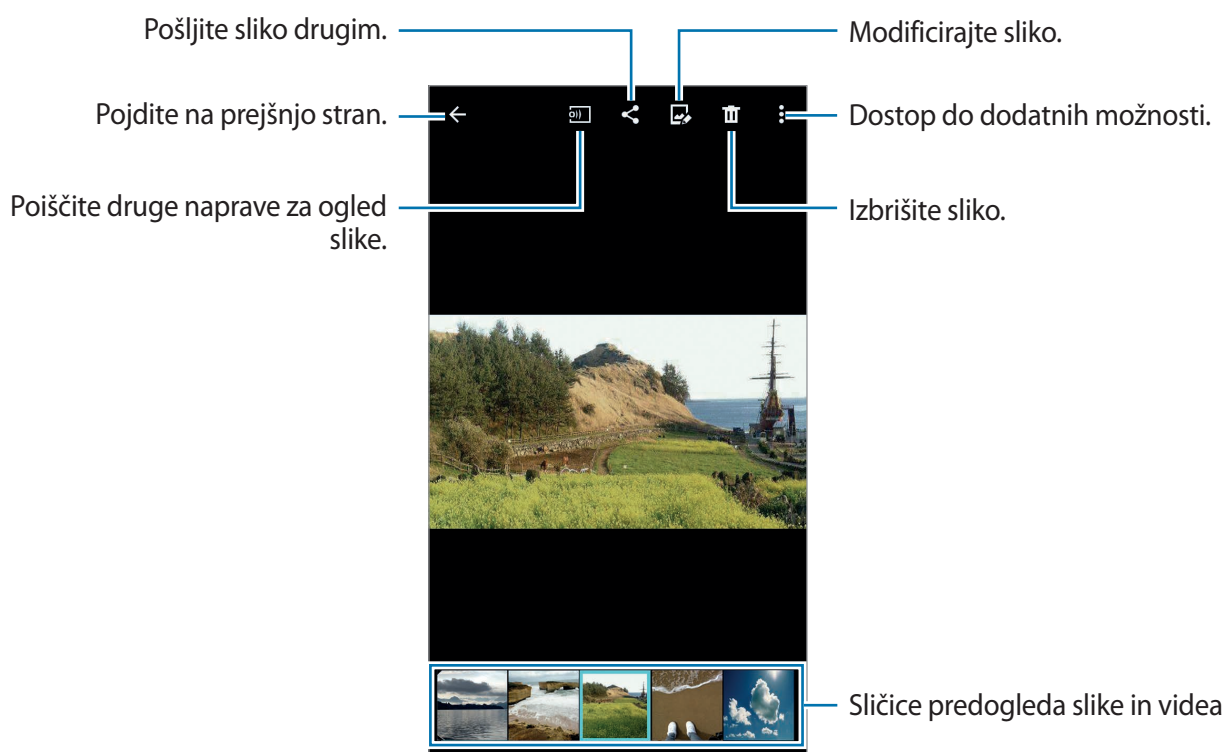 Pošljite sliko drugim.
Modificirajte sliko.
Pojdite na prejšnjo stran.
Dostop do dodatnih možnosti.
Poiščite druge naprave za ogled
slike.
Izbrišite sliko.
Sličice predogleda slike in videa